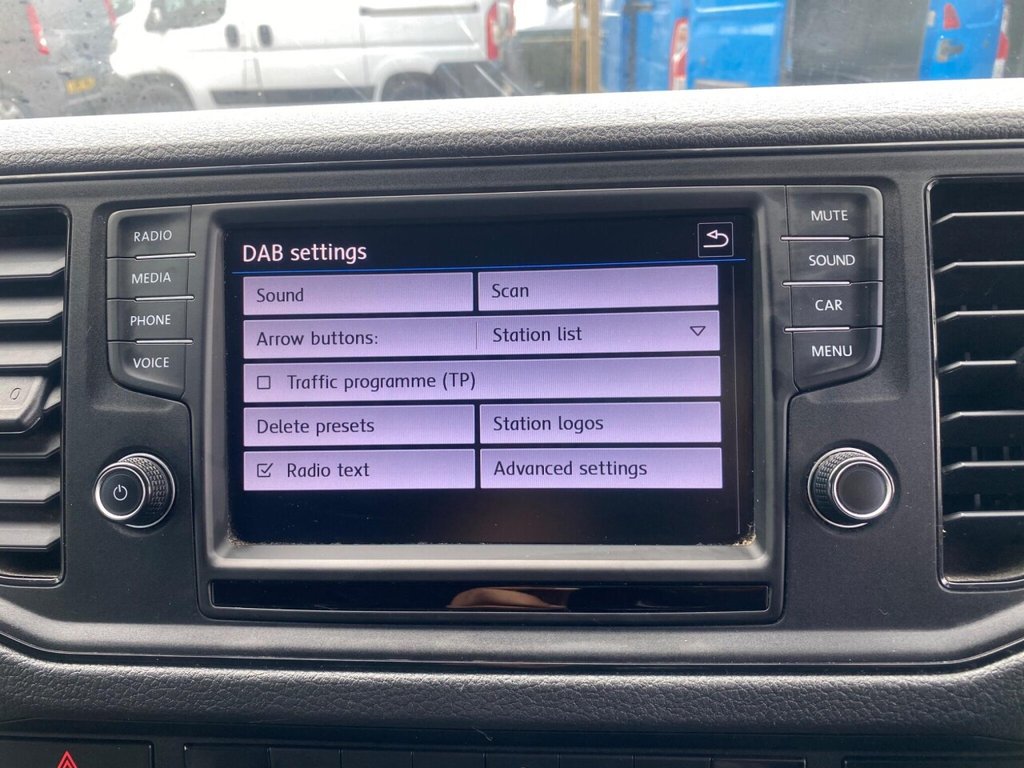 DAB settings
Sound
Scan
Arrow buttons:
Station list
Traffic programme (TP)
Delete presets
Station logos
Radio text
Advanced settings
RADIO
MEDIA
PHONE
VOICE
MUTE
SOUND
CAR
MENU